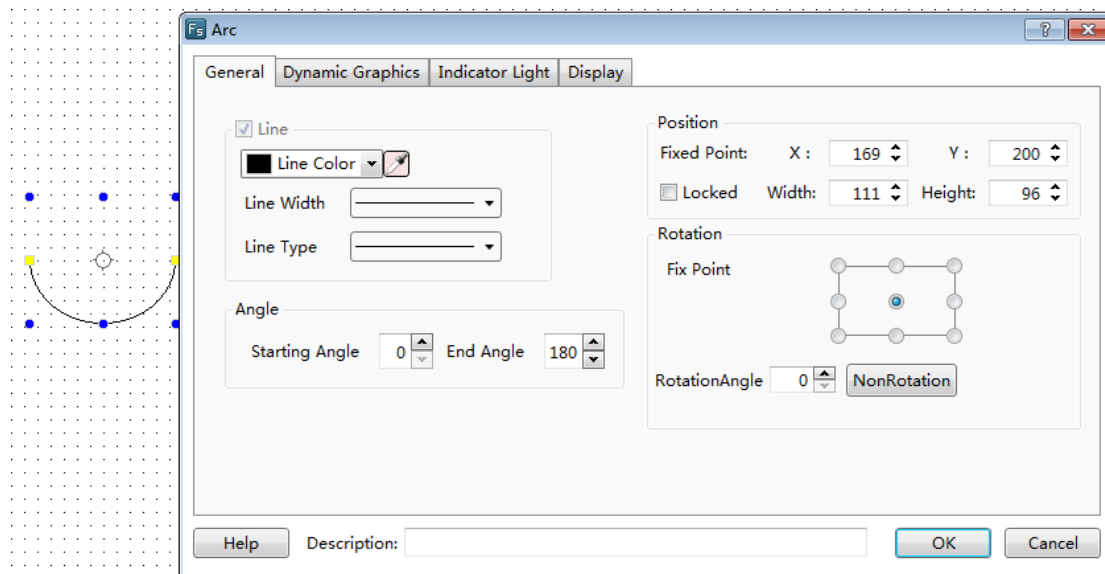 Fs Arc
General Dynamic Graphics Indicator Light Display
Line
Line Color
Line Width
Line Type
Angle
Starting Angle 0 End Angle 180
Position
Fixed Point: X : 169 Y : 200
Locked Width: 111 Height: 96
Rotation
Fix Point
RotationAngle 0 NonRotation
Help Description: OK Cancel